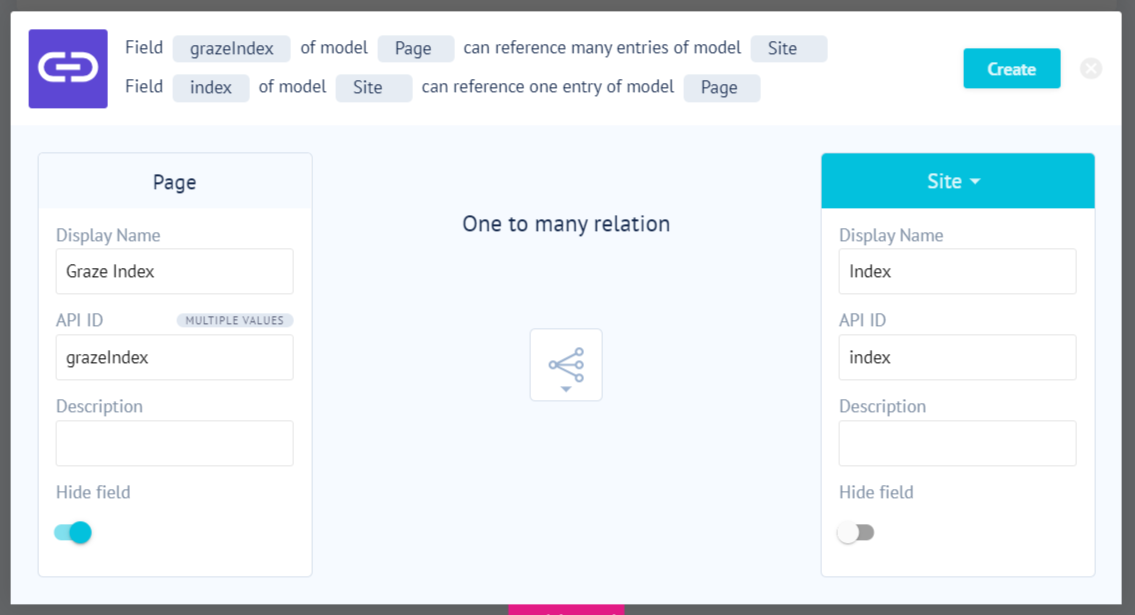 Field grazeIndex of model Page can reference many entries of model Site
Field index of model Site can reference one entry of model Page
Create
Page
Display Name
Graze Index
API ID MULTIPLE VALUES
grazeIndex
Description
Hide field
One to many relation
Site
Display Name
Index
API ID
index
Description
Hide field